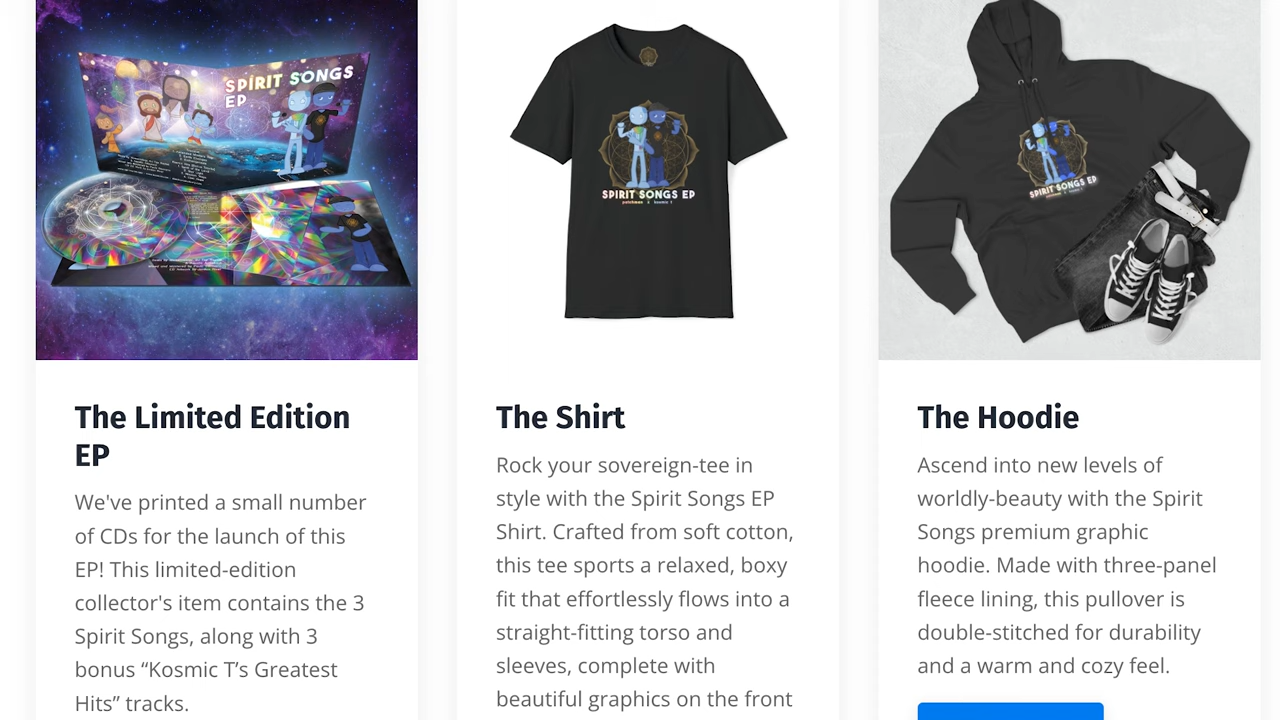 SPIRIT SONGS
EP
SPIRIT SONGS EP
patchman x kosmic t
SPIRIT SONGS EP
The Limited Edition
EP
We've printed a small number
of CDs for the launch of this
EP! This limited-edition
collector's item contains the 3
Spirit Songs, along with 3
bonus “Kosmic T’s Greatest
Hits” tracks.
The Shirt
Rock your sovereign-tee in
style with the Spirit Songs EP
Shirt. Crafted from soft cotton,
this tee sports a relaxed, boxy
fit that effortlessly flows into a
straight-fitting torso and
sleeves, complete with
beautiful graphics on the front
The Hoodie
Ascend into new levels of
worldly-beauty with the Spirit
Songs premium graphic
hoodie. Made with three-panel
fleece lining, this pullover is
double-stitched for durability
and a warm and cozy feel.